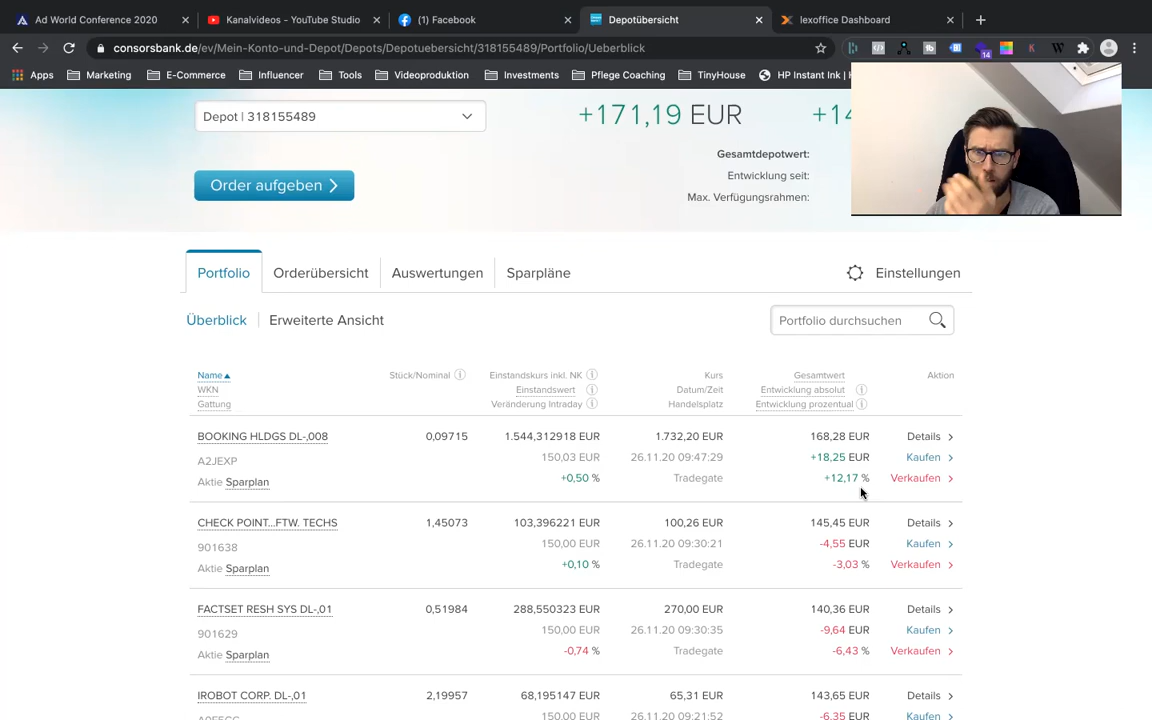 Ad World Conference 2020
Kanalvideos - YouTube Studio
(1) Facebook
Depotübersicht
lexoffice Dashboard
consorsbank.de/ev/Mein-Konto-und-Depot/Depots/Depotuebersicht/318155489/Portfolio/Ueberblick
14
Apps
Marketing
E-Commerce
Influencer
Tools
Videoproduktion
Investments
Pflege Coaching
TinyHouse
HP Instant Ink |
Depot | 318155489
+171,19 EUR
Gesamtdepotwert:
Entwicklung seit:
Max. Verfügungsrahmen:
Order aufgeben
Portfolio
Orderübersicht
Auswertungen
Sparpläne
Einstellungen
Überblick
Erweiterte Ansicht
Portfolio durchsuchen
Name
WKN
Gattung
Stück/Nominal
Einstandskurs inkl. NK
Einstandswert
Veränderung Intraday
Kurs
Datum/Zeit
Handelsplatz
Gesamtwert
Entwicklung absolut
Entwicklung prozentual
Aktion
BOOKING HLDGS DL-,008 0,09715 1.544,312918 EUR 1.732,20 EUR 168,28 EUR Details
A2JEXP 150,03 EUR 26.11.20 09:47:29 +18,25 EUR Kaufen
Aktie Sparplan +0,50 % Tradegate +12,17 % Verkaufen
CHECK POINT...FTW. TECHS 1,45073 103,396221 EUR 100,26 EUR 145,45 EUR Details
901638 150,00 EUR 26.11.20 09:30:21 -4,55 EUR Kaufen
Aktie Sparplan +0,10 % Tradegate -3,03 % Verkaufen
FACTSET RESH SYS DL-,01 0,51984 288,550323 EUR 270,00 EUR 140,36 EUR Details
901629 150,00 EUR 26.11.20 09:30:35 -9,64 EUR Kaufen
Aktie Sparplan -0,74 % Tradegate -6,43 % Verkaufen
IROBOT CORP. DL-,01 2,19957 68,195147 EUR 65,31 EUR 143,65 EUR Details
150,00 EUR 26.11.20 09:21:52 -6,35 EUR Kaufen